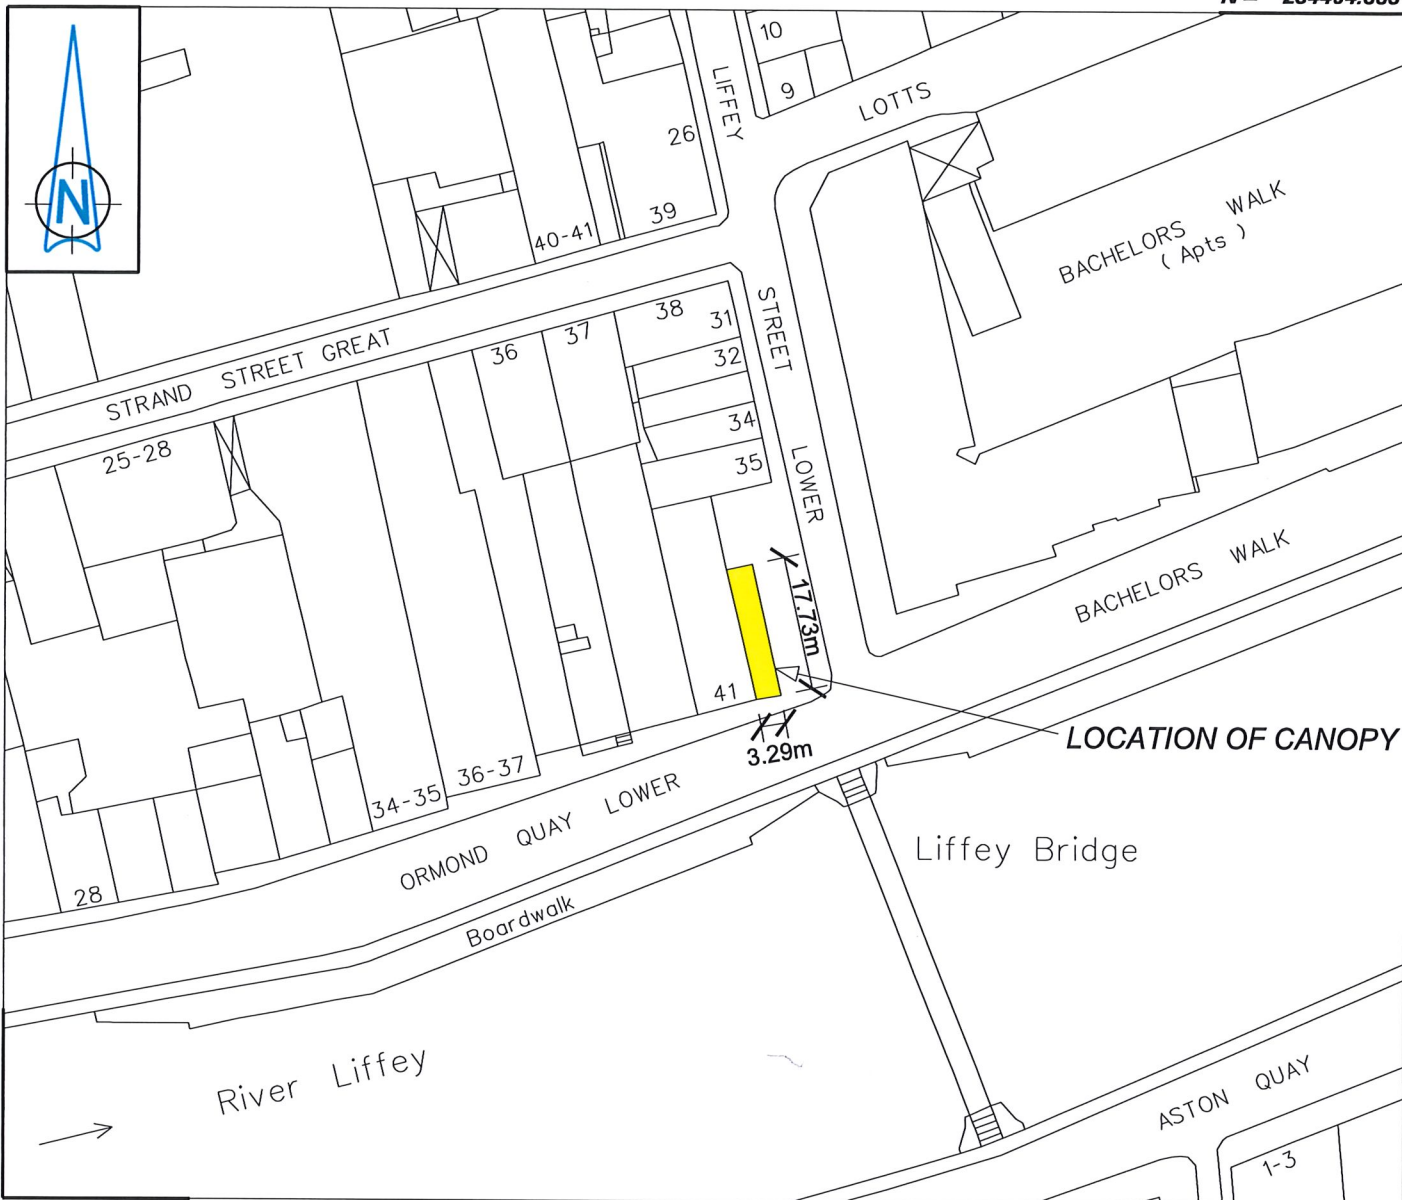 N
10
9
LOTTS
LIFFEY
26
39
40-41
BACHELORS WALK
( Apts )
STREET
38
31
37
32
36
STRAND STREET GREAT
34
25-28
35
LOWER
BACHELORS WALK
17.73m
41
3.29m
LOCATION OF CANOPY
36-37
34-35
ORMOND QUAY LOWER
Liffey Bridge
28
Boardwalk
River Liffey
ASTON QUAY
1-3